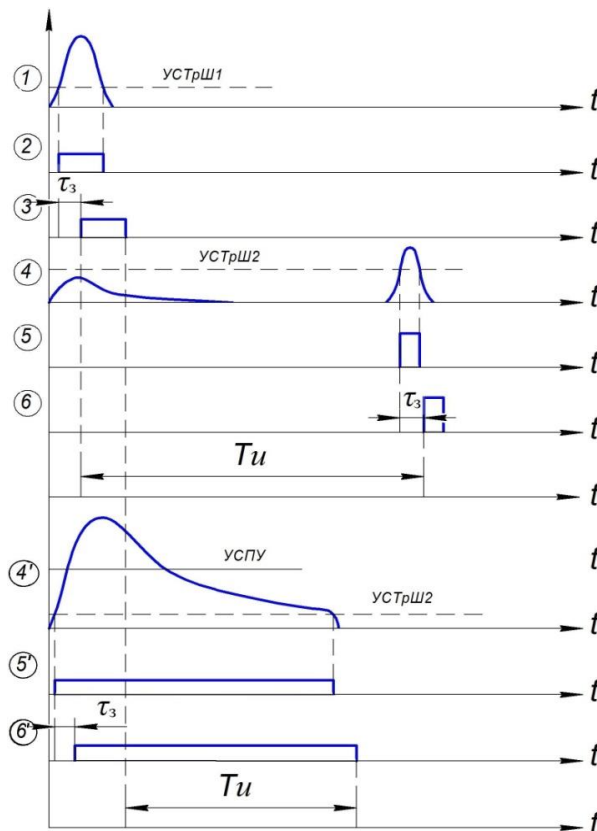 1 УСТрШ1 t
2 t
τз
3 t
УСТрШ2
4 t
5 t
6 τз t
Tu
t
t
4' УСПУ
УСТрШ2
t
5' t
6' τз t
Tu
t